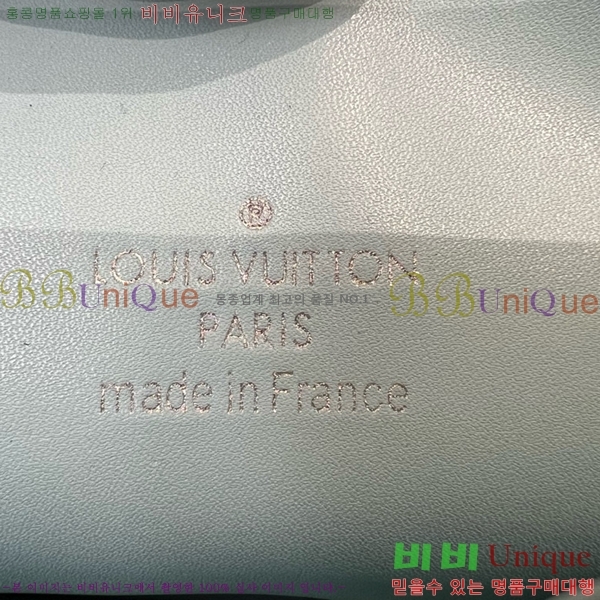 홍콩명품쇼핑몰 1위 비비유니크 명품구매대행
®
LOUIS VUITTON
BBUniQue 동종업계 최고의 품질 NO.1 BBUniQue
PARIS
made in France
비비 Unique
믿을수 있는 명품구매대행